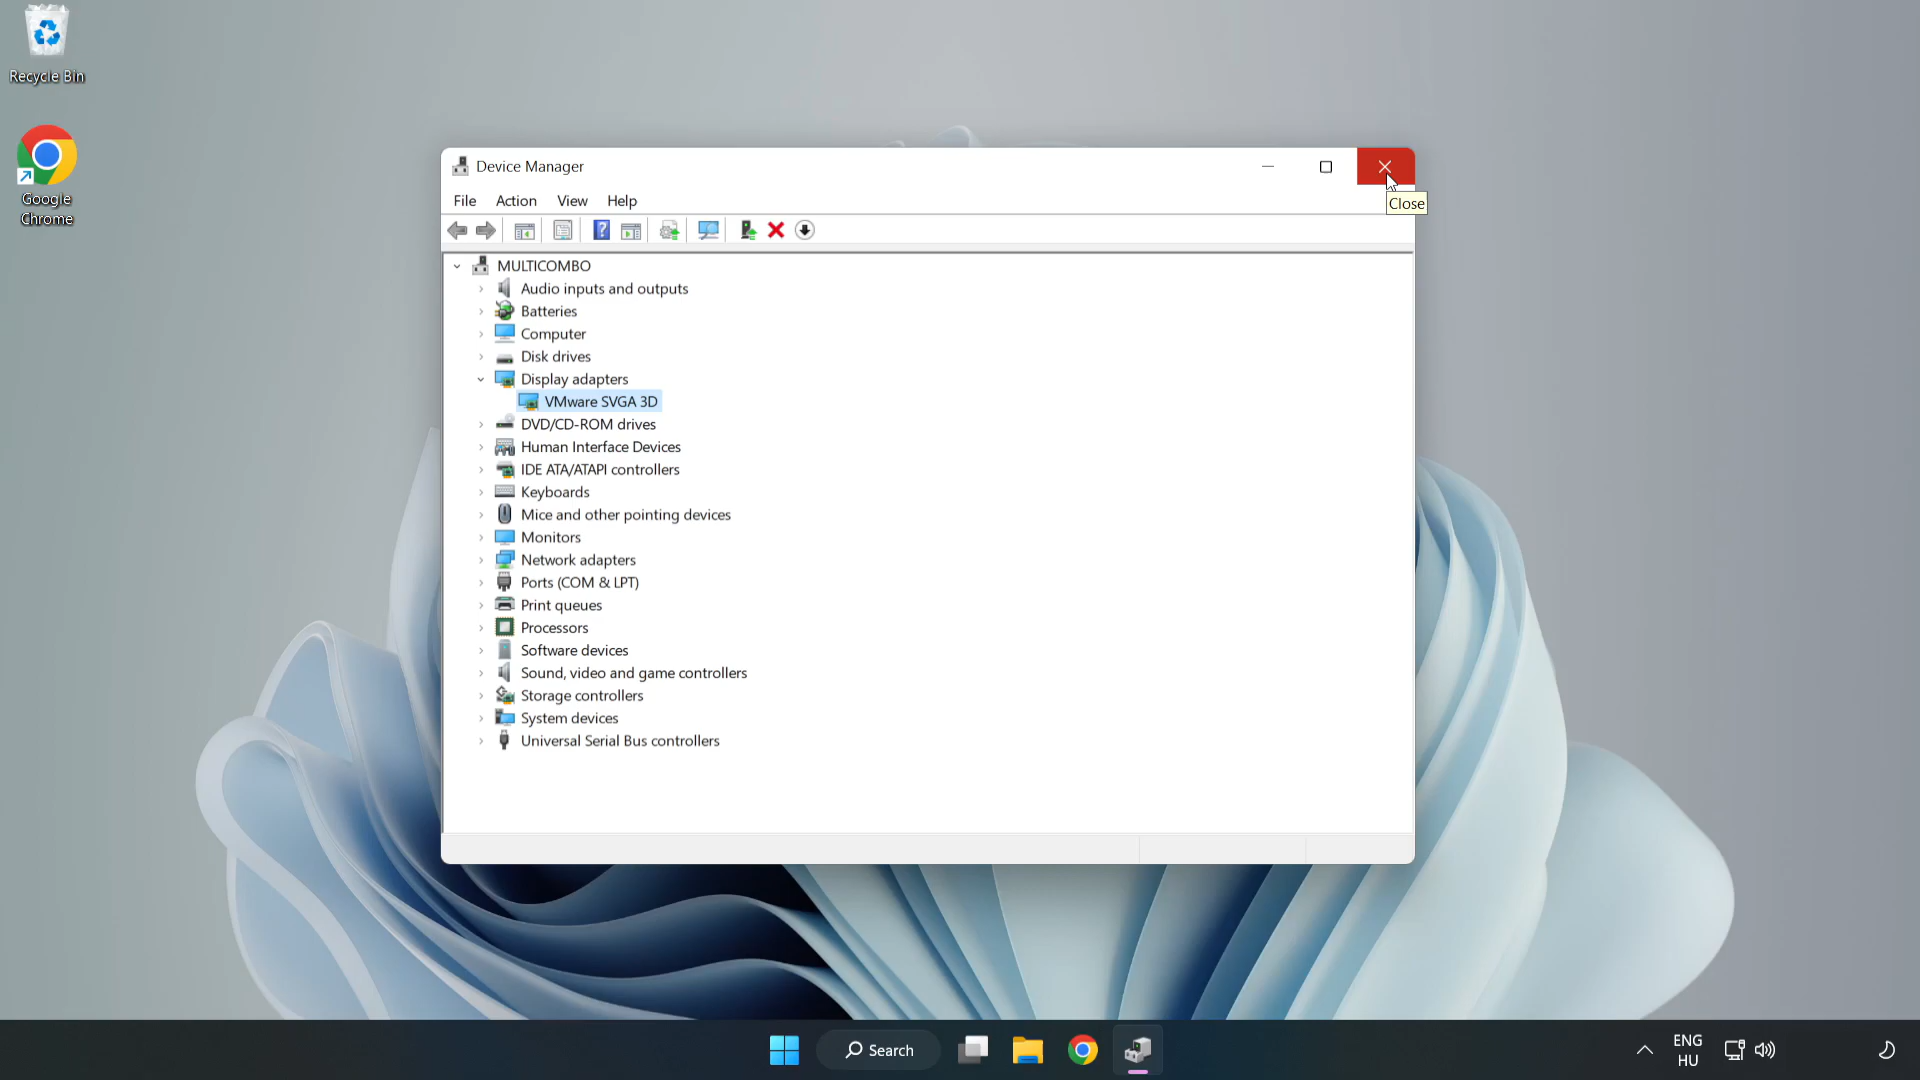 Recycle Bin
Google
Chrome
Device Manager
Close
File Action View Help
MULTICOMBO
Audio inputs and outputs
Batteries
Computer
Disk drives
Display adapters
VMware SVGA 3D
DVD/CD-ROM drives
Human Interface Devices
IDE ATA/ATAPI controllers
Keyboards
Mice and other pointing devices
Monitors
Network adapters
Ports (COM & LPT)
Print queues
Processors
Software devices
Sound, video and game controllers
Storage controllers
System devices
Universal Serial Bus controllers
Search
ENG
HU